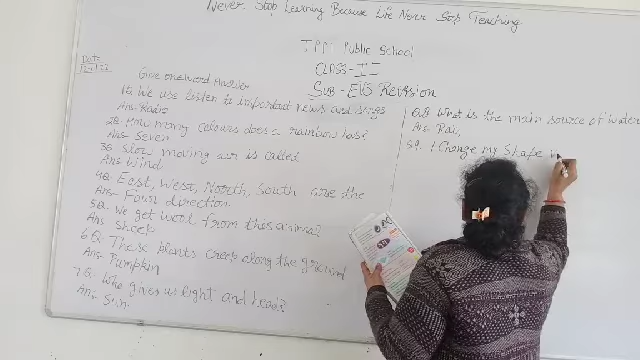 Never Stop Learning Because Life Never Stop Teaching
TPM Public School
CLASS-II
Sub-EVS Revision
Date
Give one word Answer
1Q. We use listen to important news and songs
Ans Radio
2Q. How many colours does a rainbow has?
Ans= Seven
3Q. Slow moving air is called
Ans= Wind
4Q. East, West, North, South are the
Ans= Four direction
5Q. We get wool from these animal
Ans Sheep
6Q. These plants creep along the ground
Ans= Pumpkin
7Q. Who gives us light and heat?
Ans= Sun
Q8 What is the main source of water
Ans= Rain
9Q. I Change my Shape